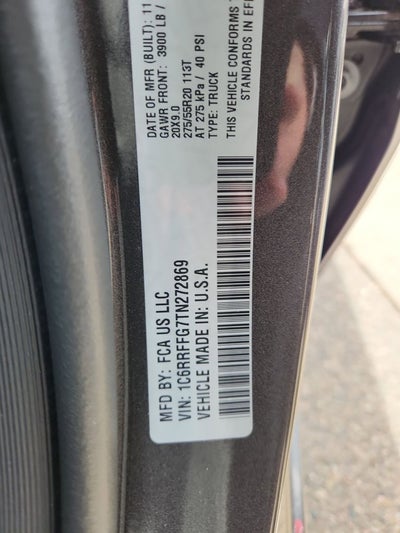 MFD BY: FCA US LLC
VIN: 1C6RRFFG7TN272869
VEHICLE MADE IN: U.S.A.
DATE OF MFR (BUILT): 11
GAWR FRONT: 3900 LB /
20X9.0
275/55R20 113T
AT 275 kPa / 40 PSI
TYPE: TRUCK
THIS VEHICLE CONFORMS
STANDARDS IN EFF